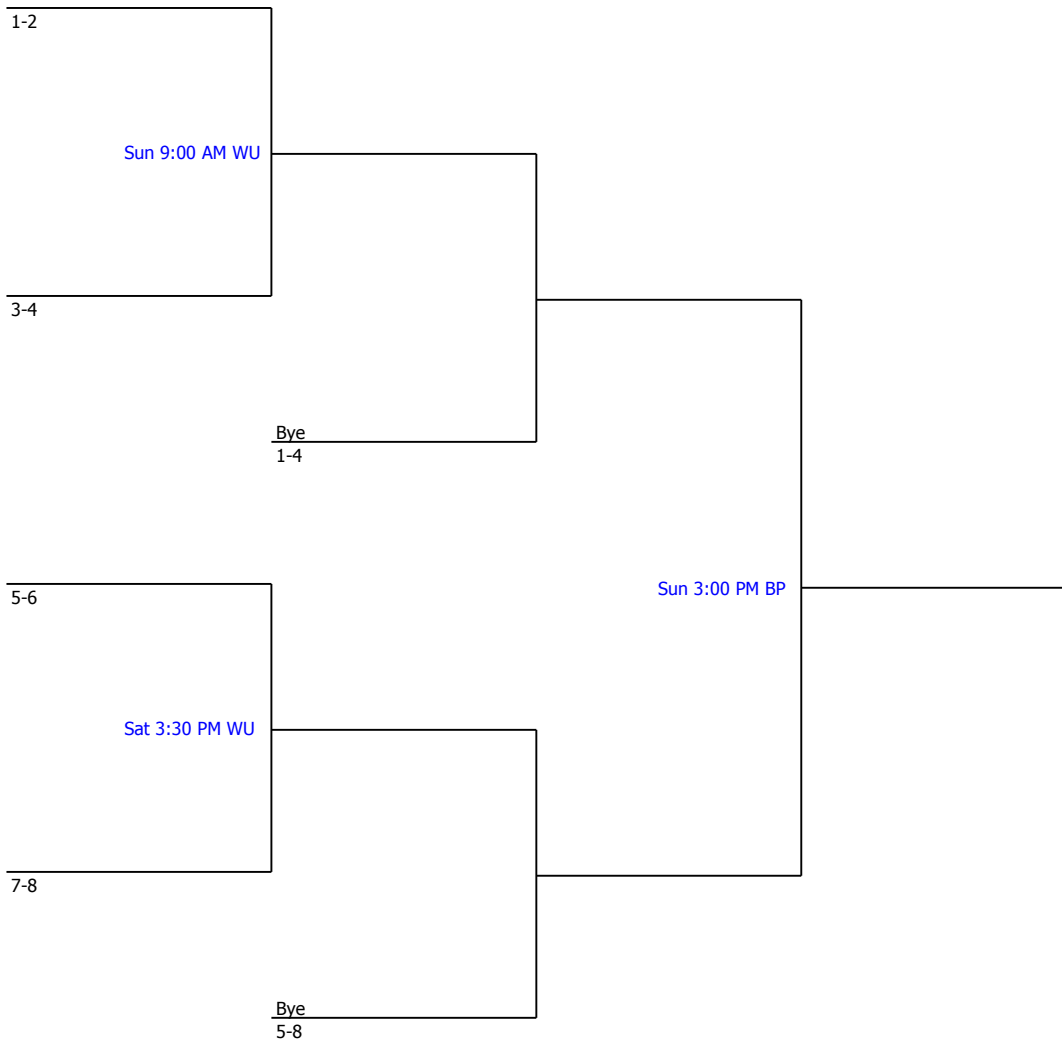 1-2
Sun 9:00 AM WU
3-4
Bye
1-4
5-6
Sun 3:00 PM BP
Sat 3:30 PM WU
7-8
Bye
5-8